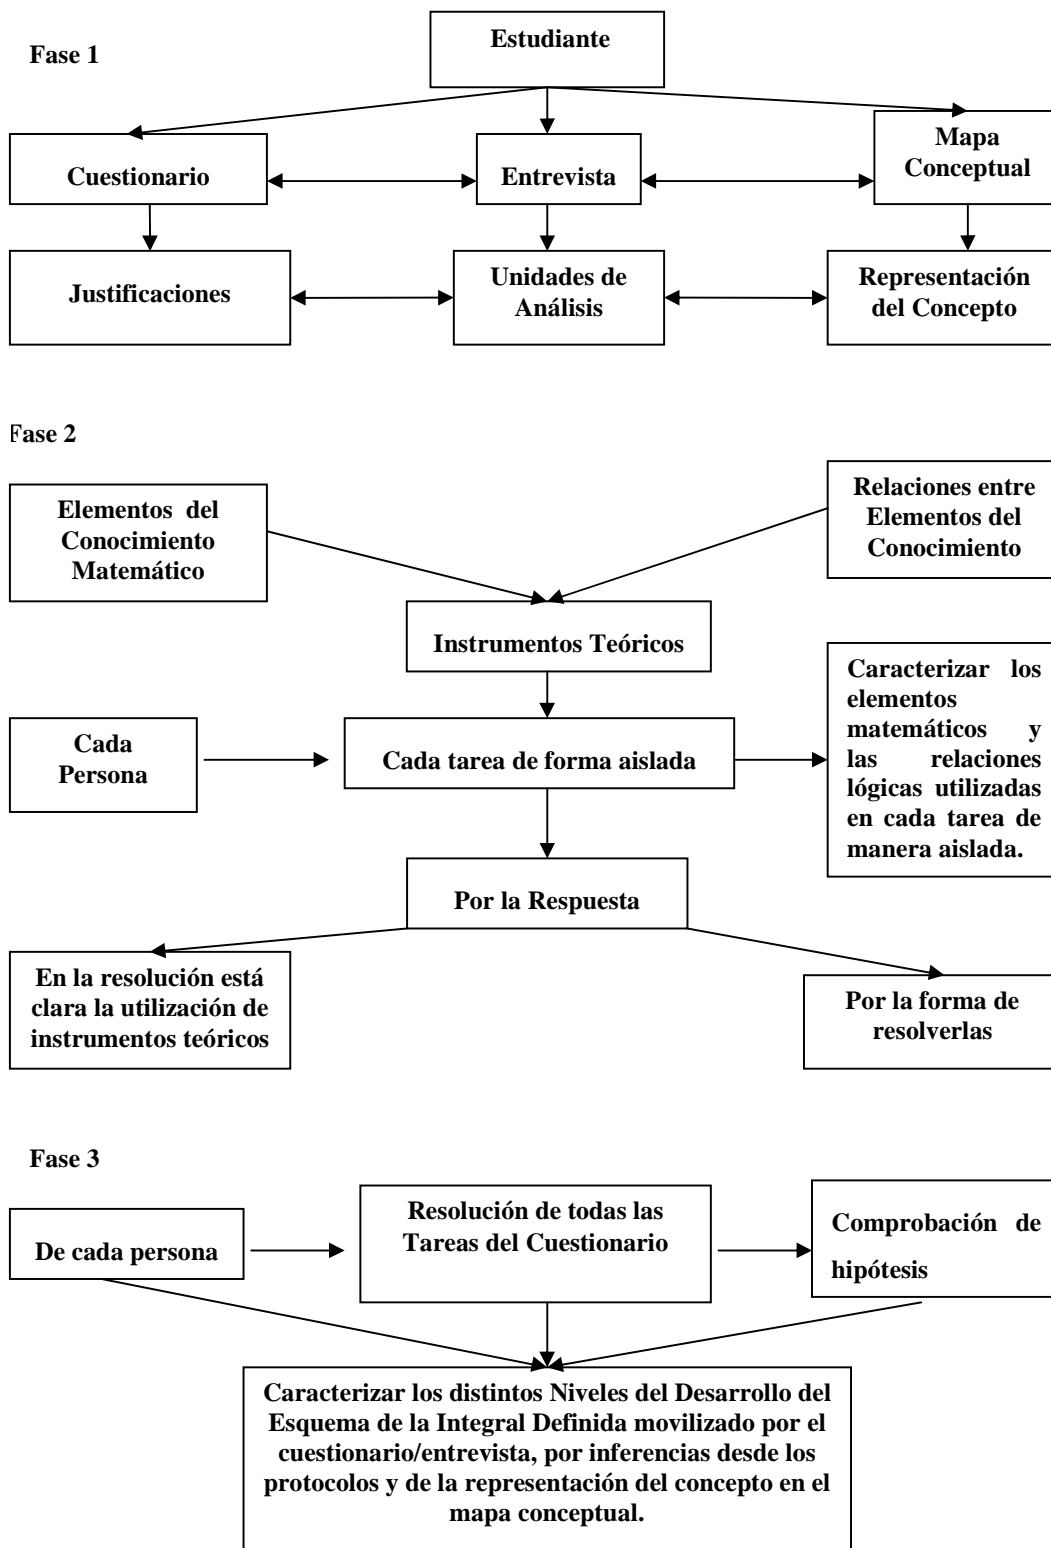 Fase 1
Estudiante
Cuestionario
Entrevista
Mapa
Conceptual
Justificaciones
Unidades de
Análisis
Representación
del Concepto
Fase 2
Elementos del
Conocimiento
Matemático
Relaciones entre
Elementos del
Conocimiento
Instrumentos Teóricos
Cada
Persona
Cada tarea de forma aislada
Caracterizar los
elementos
matemáticos y
las relaciones
lógicas utilizadas
en cada tarea de
manera aislada.
Por la Respuesta
En la resolución está
clara la utilización de
instrumentos teóricos
Por la forma de
resolverlas
Fase 3
De cada persona
Resolución de todas las
Tareas del Cuestionario
Comprobación de
hipótesis
Caracterizar los distintos Niveles del Desarrollo del
Esquema de la Integral Definida movilizado por el
cuestionario/entrevista, por inferencias desde los
protocolos y de la representación del concepto en el
mapa conceptual.